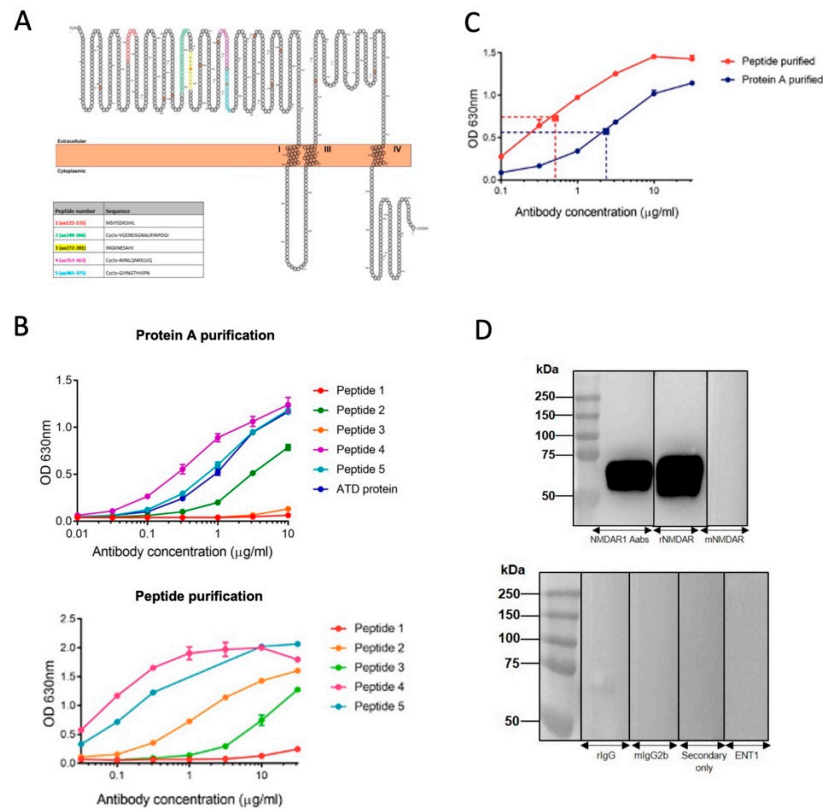 A
Extracellular
Cytoplasmic
I
III
IV
Peptide number Sequence
1 (aa125-135)
2 (aa249-266)
3 (aa272-281) INGKNESAHI
4 (aa353-363)
5 (aa365-375) Cyclo-GIYNGTHVIPN
B
Protein A purification
OD 630nm
1.5
1.0
0.5
0.0
0.01 0.1 1 10
Antibody concentration (μg/ml)
Peptide 1
Peptide 2
Peptide 3
Peptide 4
Peptide 5
ATD protein
Peptide purification
OD 630nm
2.5
2.0
1.5
1.0
0.5
0.0
0.1 1 10
Antibody concentration (μg/ml)
Peptide 1
Peptide 2
Peptide 3
Peptide 4
Peptide 5
C
OD 630nm
1.5
1.0
0.5
0.0
0.1 1 10
Antibody concentration (μg/ml)
Peptide purified
Protein A purified
D
kDa
250
150
100
75
50
NMDAR1 Aabs rNMDAR mNMDAR
kDa
250
150
100
75
50
rIgG mIgG2b Secondary only ENT1